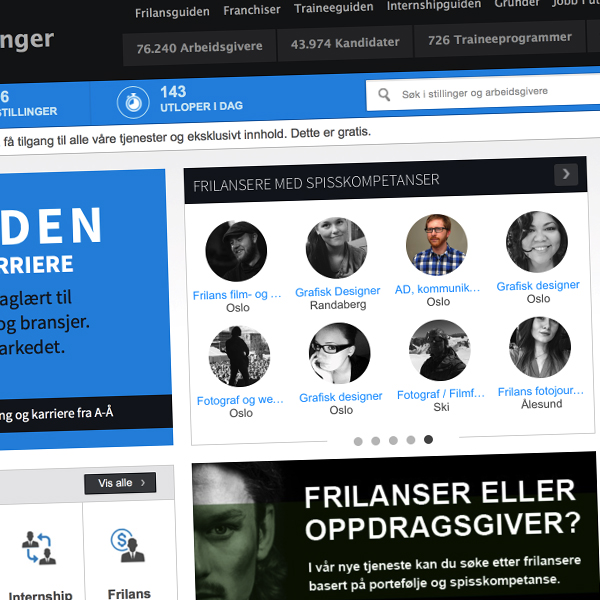 Frilansguiden Franchiser Traineeguiden Internshipguiden Gründer Jobb i ut
nger
76.240 Arbeidsgivere 43.974 Kandidater 726 Traineeprogrammer
6
STILLINGER
143
UTLOPER I DAG
Søk i stillinger og arbeidsgivere
få tilgang til alle våre tjenester og eksklusivt innhold. Dette er gratis.
DEN
RRIERE
aglært til
og bransjer.
arkedet.
ng og karriere fra A-Å
FRILANSERE MED SPISSKOMPETANSER
Frilans film- og ...
Oslo
Grafisk Designer
Randaberg
AD, kommunik...
Oslo
Grafisk designer
Oslo
Fotograf og we...
Oslo
Grafisk designer
Oslo
Fotograf / Filmf...
Ski
Frilans fotojour...
Ålesund
Vis alle
Internship
Frilans
FRILANSER ELLER
OPPDRAGSGIVER?
I vår nye tjeneste kan du søke etter frilansere
basert på portefølje og spisskompetanse.